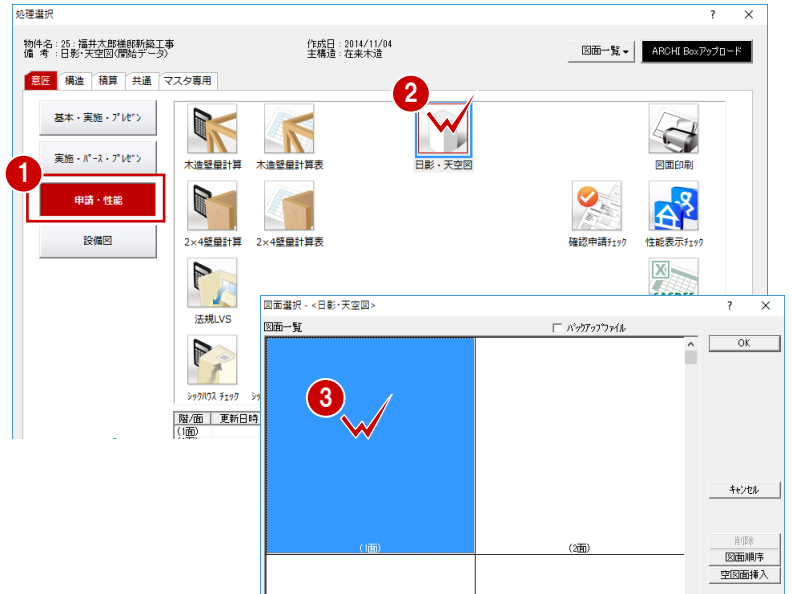 処理選択
? ×
物件名：25：福井太郎様邸新築工事
備　考：日影・天空図(開始データ)
作成日：2014/11/04
主構造：在来木造
図面一覧
ARCHI Boxアップロード
意匠 構造 積算 共通 マスタ専用
基本・実施・プレゼン
実施・パース・プレゼン
1
申請・性能
設備図
2
木造壁量計算
木造壁量計算表
日影・天空図
図面印刷
2×4壁量計算
2×4壁量計算表
確認申請チェック
性能表示チェック
法規LVS
シックハウス チェック
階/面 更新日時
(1面)
図面選択 - <日影・天空図>
? ×
図面一覧
バックアップファイル
OK
3
キャンセル
(1面)
(2面)
削除
図面順序
空図面挿入